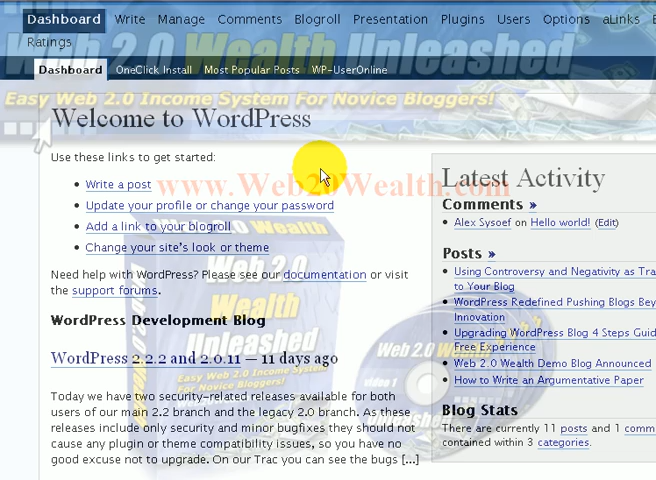 Dashboard Write Manage Comments Blogroll Presentation Plugins Users Options aLinks
Ratings
Web 2.0 Wealth Unleashed
Dashboard OneClick Install Most Popular Posts WP-UserOnline
Easy Web 2.0 Income System For Novice Bloggers!
Welcome to WordPress
Use these links to get started:
Write a post
www.Web20Wealth.com
Update your profile or change your password
Add a link to your blogroll
Change your site's look or theme
Need help with WordPress? Please see our documentation or visit
the support forums.
WordPress Development Blog
WordPress 2.2.2 and 2.0.11 — 11 days ago
Today we have two security-related releases available for both
users of our main 2.2 branch and the legacy 2.0 branch. As these
releases include only security and minor bugfixes they should not
cause any plugin or theme compatibility issues, so you have no
good excuse not to upgrade. On our Trac you can see the bugs [...]
Latest Activity
Comments »
Alex Sysoef on Hello world! (Edit)
Posts »
Using Controversy and Negativity as Tra
to Your Blog
WordPress Redefined Pushing Blogs Bey
Innovation
Upgrading WordPress Blog 4 Steps Guid
Free Experience
Web 2.0 Wealth Demo Blog Announced
How to Write an Argumentative Paper
Blog Stats
There are currently 11 posts and 1 comm
contained within 3 categories.
Web 2.0
Wealth
Unleashed
Easy Web 2.0 Income System
For Novice Bloggers!
Web 2.0 Wealth
video 1